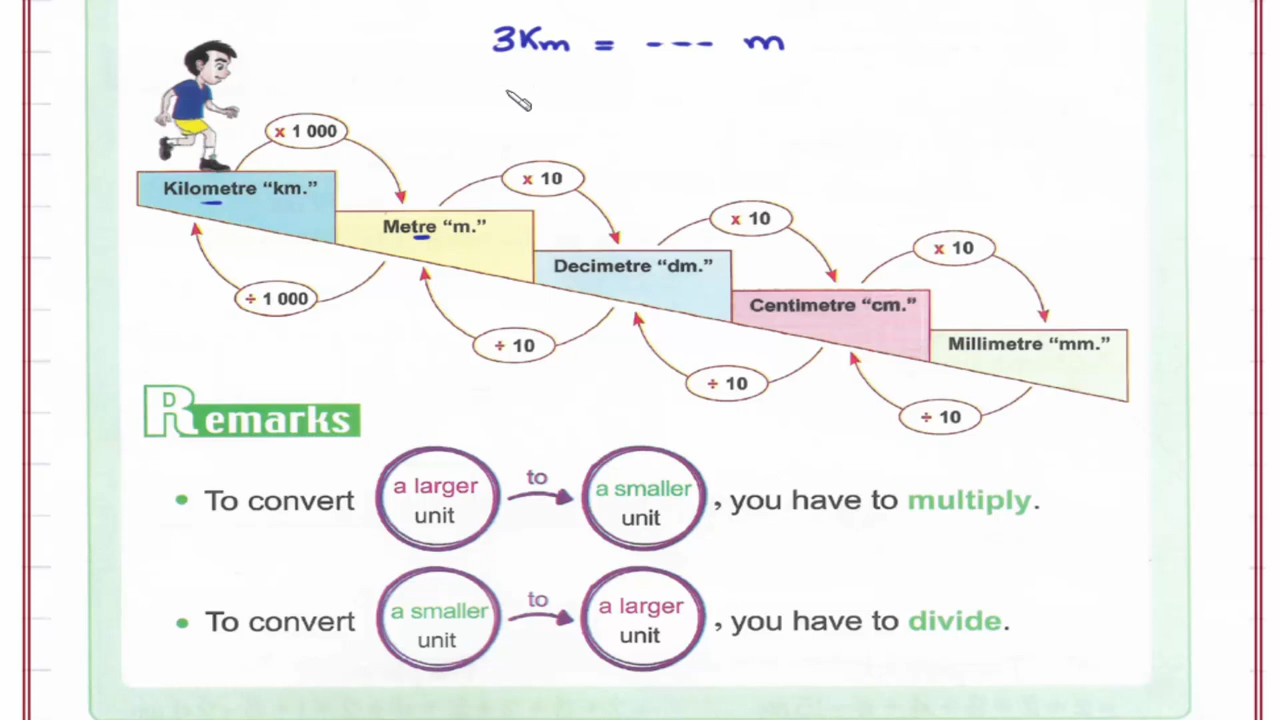 3Km = --- m
x 1 000
Kilometre “km.”
x 10
Metre “m.”
x 10
Decimetre “dm.”
x 10
Centimetre “cm.”
Millimetre “mm.”
÷ 1 000
÷ 10
÷ 10
÷ 10
Remarks
• To convert a larger unit to a smaller unit , you have to multiply.
• To convert a smaller unit to a larger unit , you have to divide.